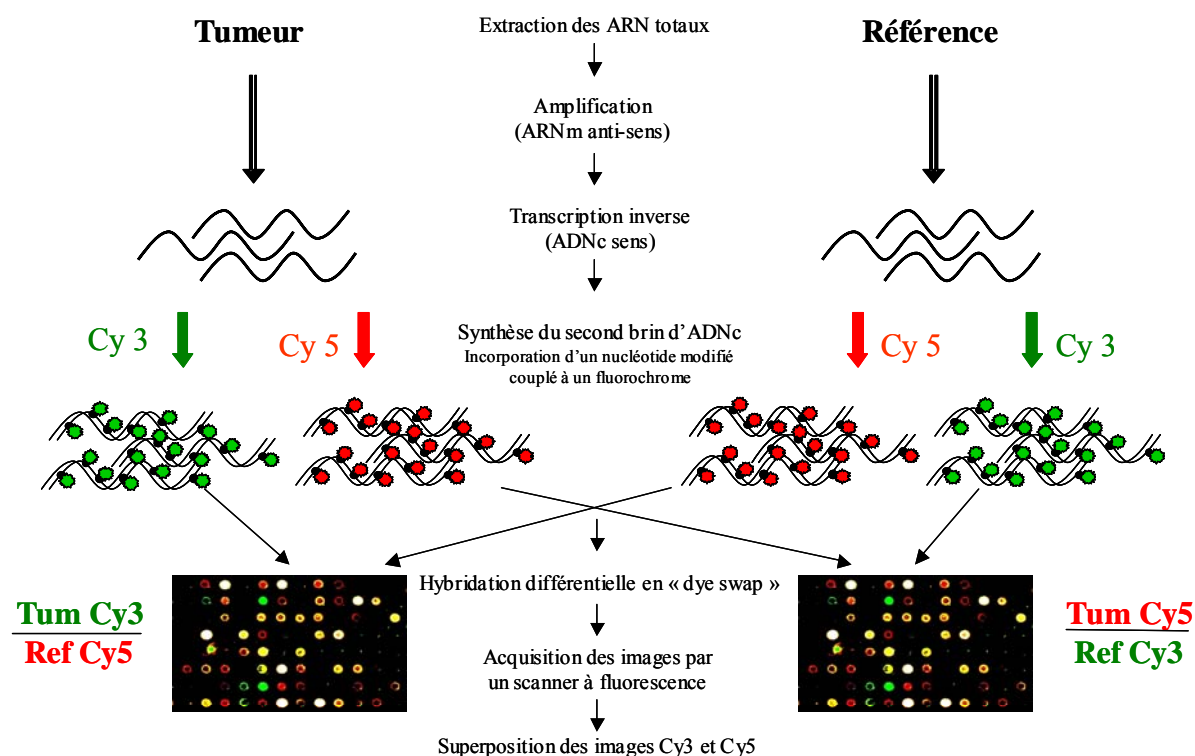 Tumeur
Extraction des ARN totaux
Référence
Amplification
(ARNm anti-sens)
Transcription inverse
(ADNc sens)
Cy 3
Cy 5
Synthèse du second brin d’ADNc
Incorporation d’un nucléotide modifié
couplé à un fluorochrome
Cy 5
Cy 3
Hybridation différentielle en « dye swap »
Tum Cy3
Ref Cy5
Tum Cy5
Ref Cy3
Acquisition des images par
un scanner à fluorescence
Superposition des images Cy3 et Cy5